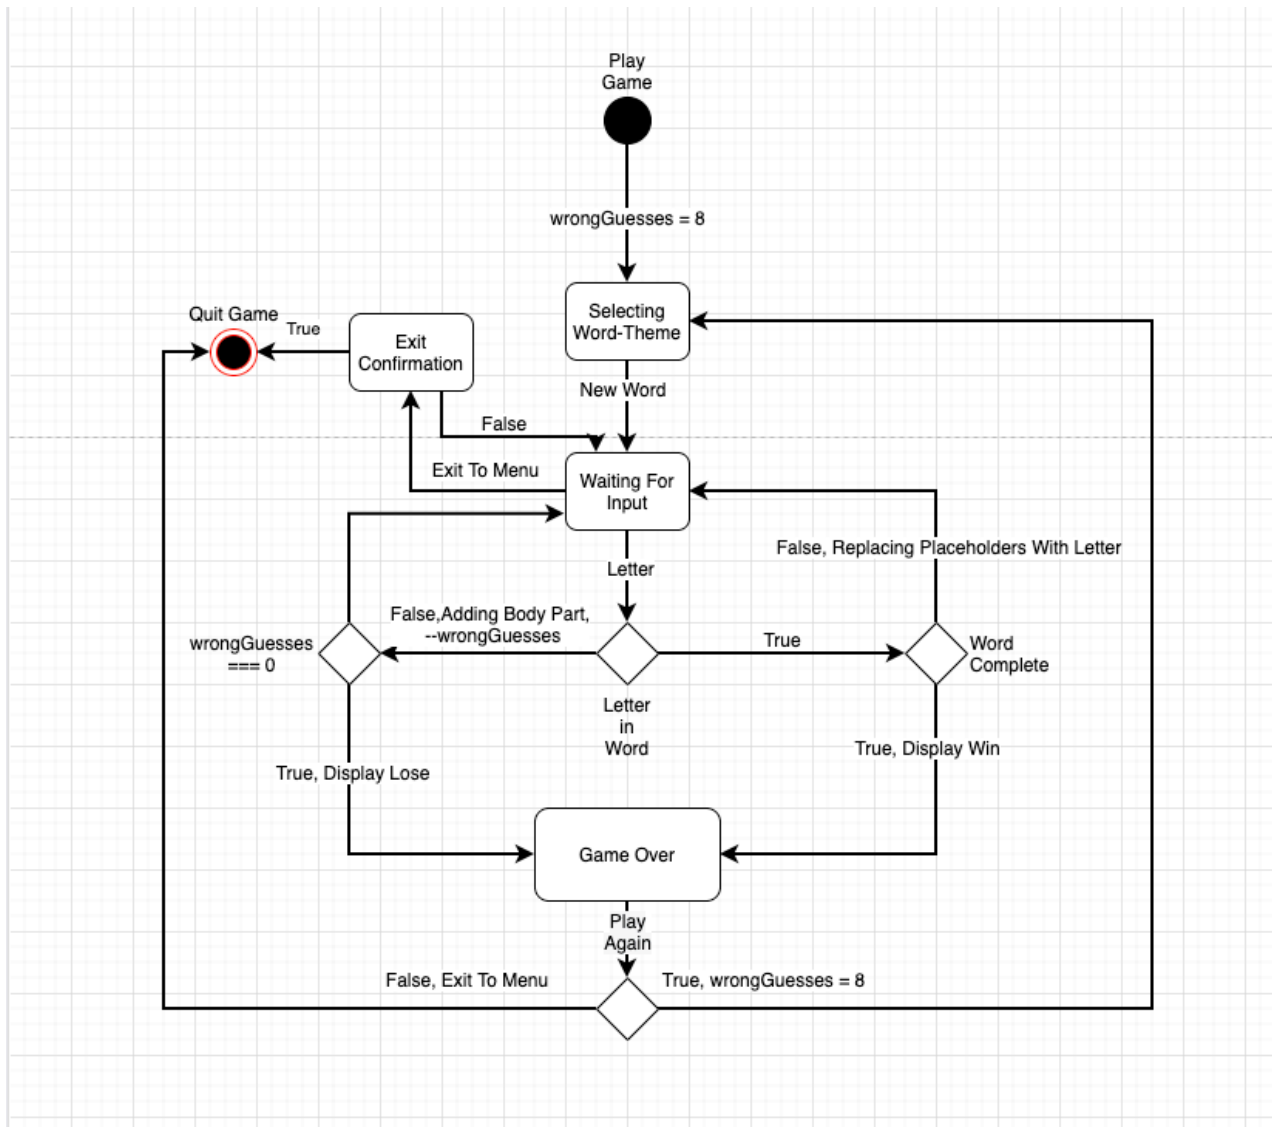 Play
Game
wrongGuesses = 8
Selecting
Word-Theme
Quit Game
True
Exit
Confirmation
New Word
False
Exit To Menu
Waiting For
Input
False, Replacing Placeholders With Letter
Letter
False,Adding Body Part,
--wrongGuesses
True
wrongGuesses
=== 0
Word
Complete
Letter
in
Word
True, Display Win
True, Display Lose
Game Over
Play
Again
False, Exit To Menu
True, wrongGuesses = 8